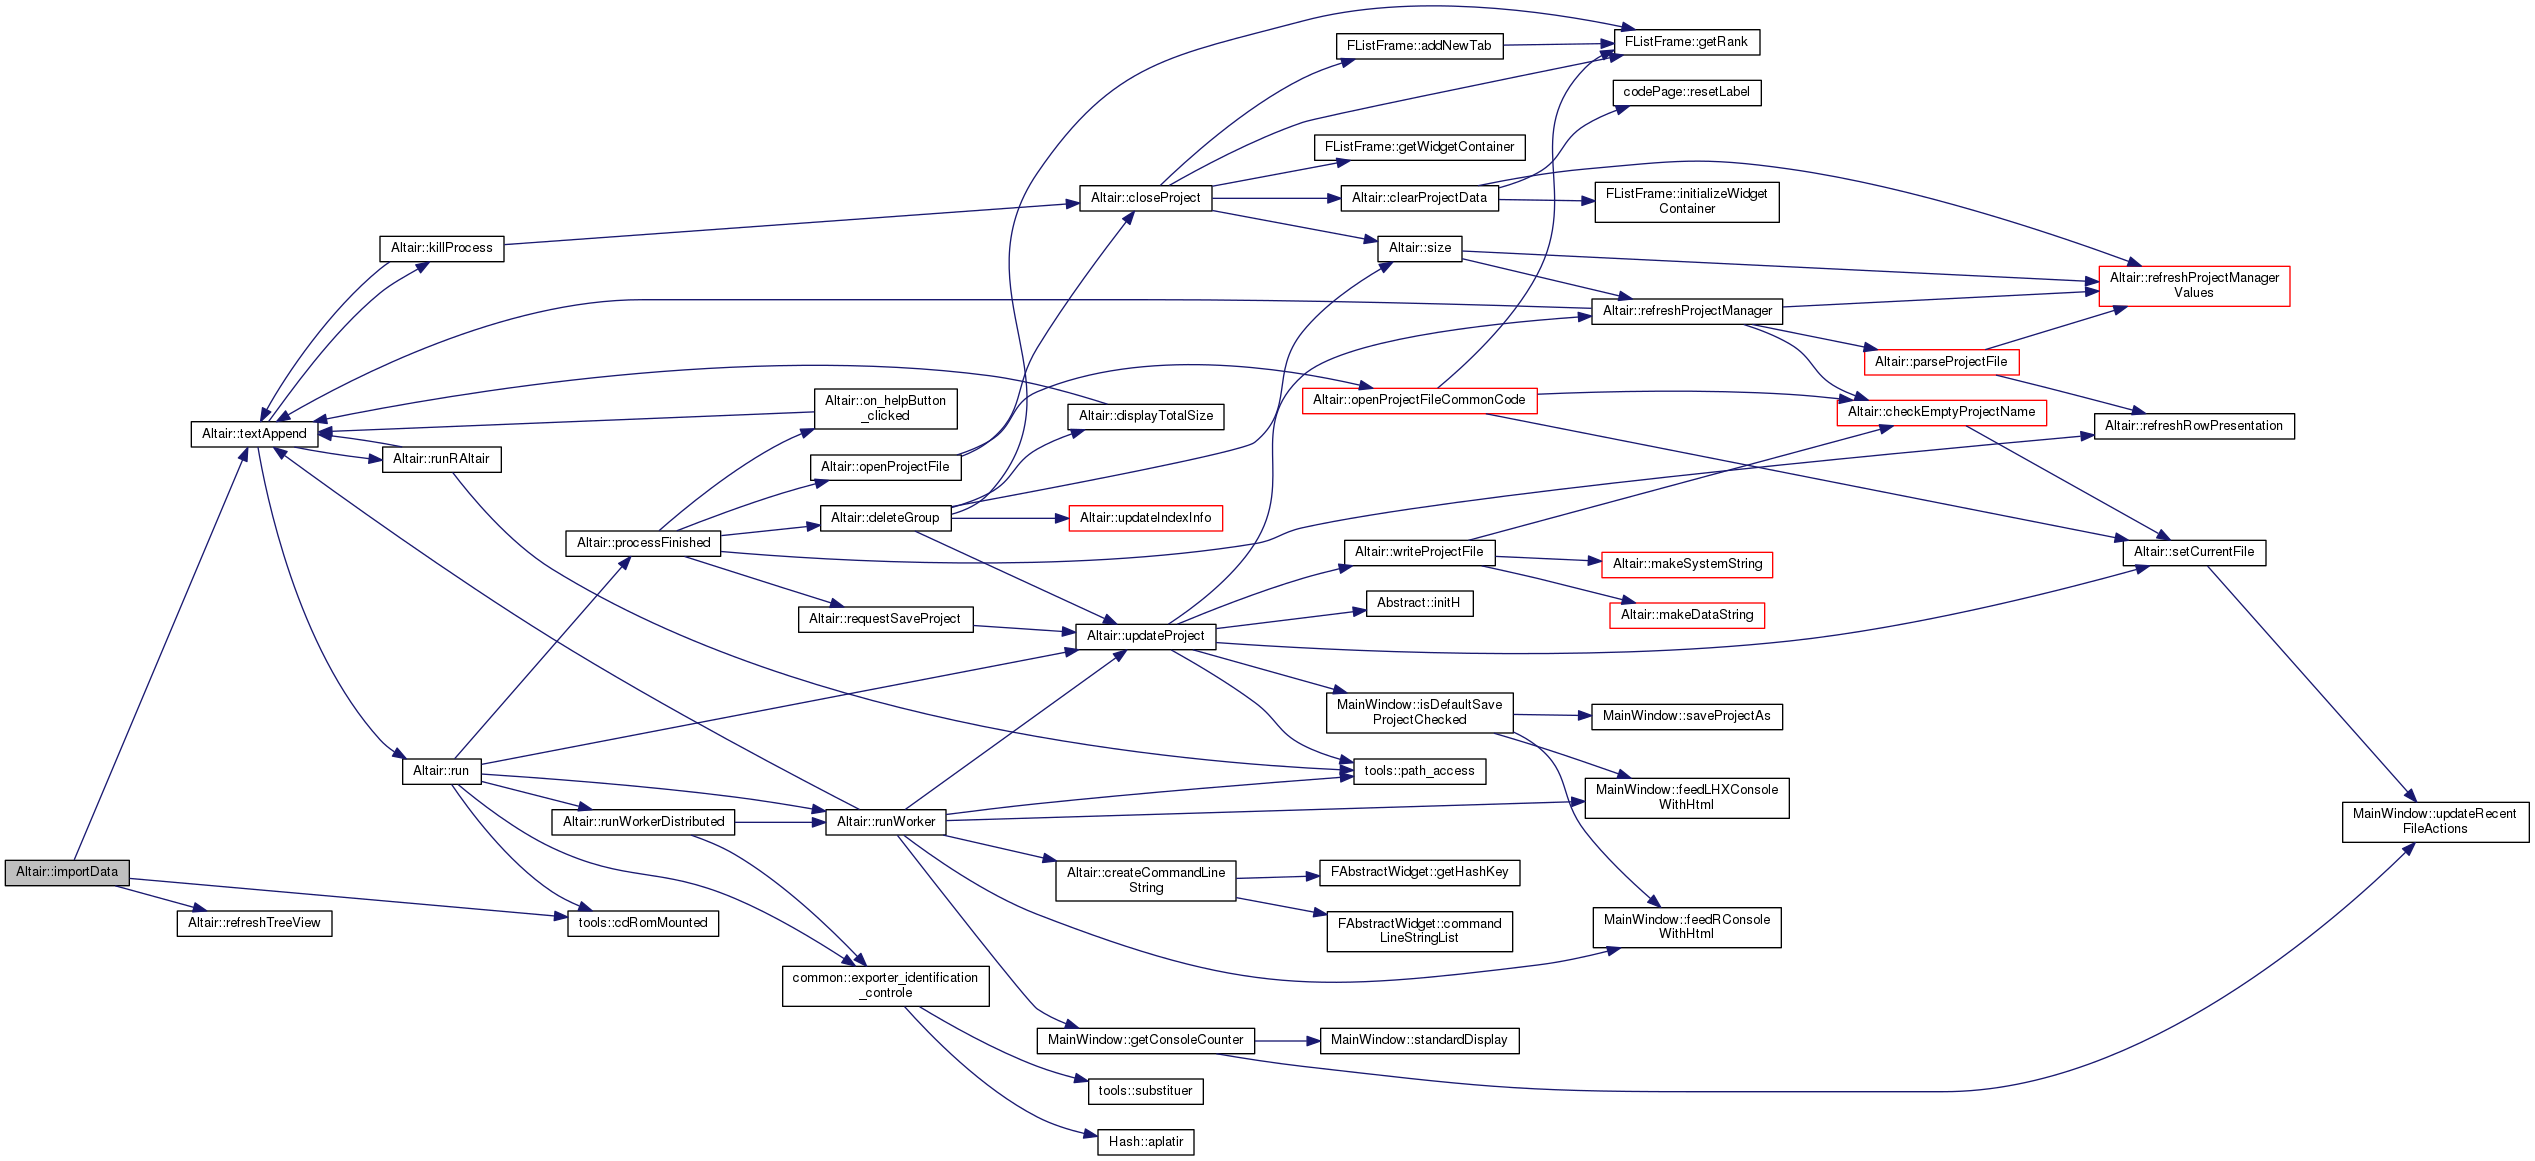 FListFrame::addNewTab
FListFrame::getRank
codePage::resetLabel
FListFrame::getWidgetContainer
Altair::closeProject
Altair::clearProjectData
FListFrame::initializeWidget
Container
Altair::killProcess
Altair::size
Altair::refreshProjectManager
Values
Altair::refreshProjectManager
Altair::parseProjectFile
Altair::on_helpButton
_clicked
Altair::openProjectFileCommonCode
Altair::displayTotalSize
Altair::checkEmptyProjectName
Altair::refreshRowPresentation
Altair::textAppend
Altair::runRAltair
Altair::openProjectFile
Altair::deleteGroup
Altair::updateIndexInfo
Altair::processFinished
Altair::writeProjectFile
Altair::setCurrentFile
Altair::makeSystemString
Abstract::initH
Altair::makeDataString
Altair::requestSaveProject
Altair::updateProject
MainWindow::isDefaultSave
ProjectChecked
MainWindow::saveProjectAs
Altair::run
tools::path_access
MainWindow::feedLHXConsole
WithHtml
Altair::runWorkerDistributed
Altair::runWorker
MainWindow::updateRecent
FileActions
Altair::importData
Altair::createCommandLine
String
FAbstractWidget::getHashKey
Altair::refreshTreeView
tools::cdRomMounted
FAbstractWidget::command
LineStringList
MainWindow::feedRConsole
WithHtml
common::exporter_identification
_controle
MainWindow::getConsoleCounter
MainWindow::standardDisplay
tools::substituer
Hash::aplatir